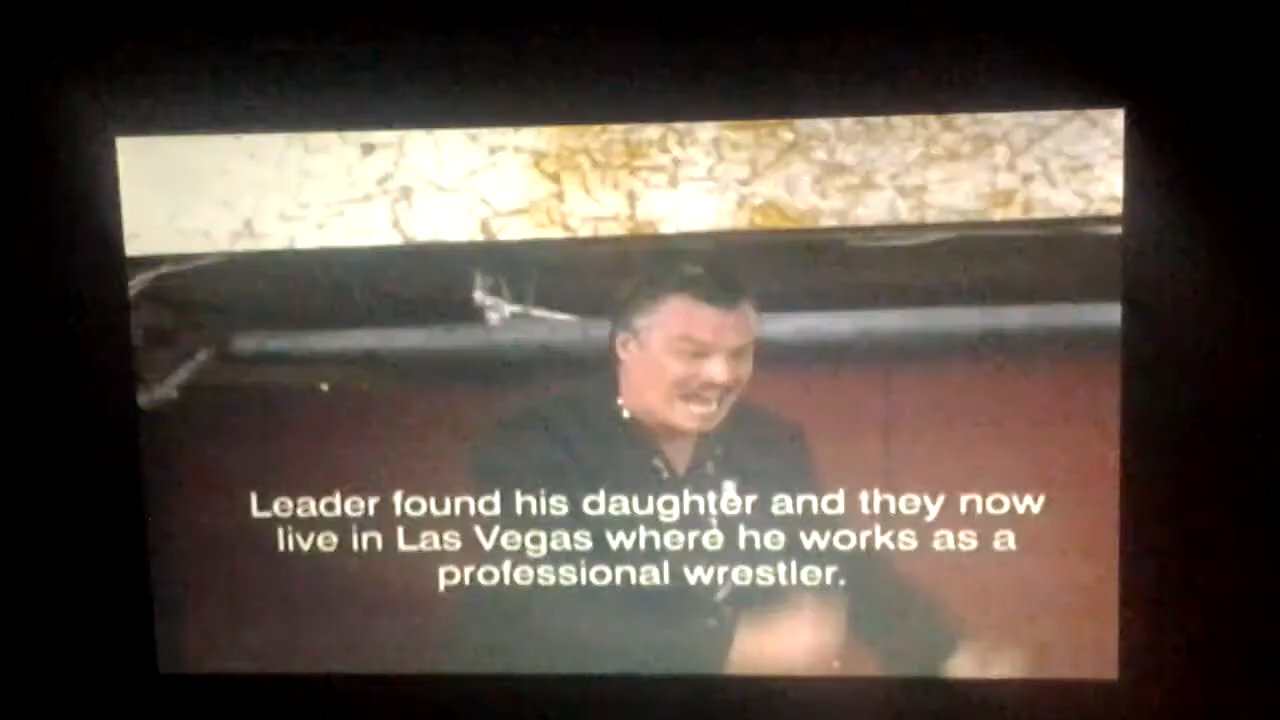 Leader found his daughter and they now
live in Las Vegas where he works as a
professional wrestler.